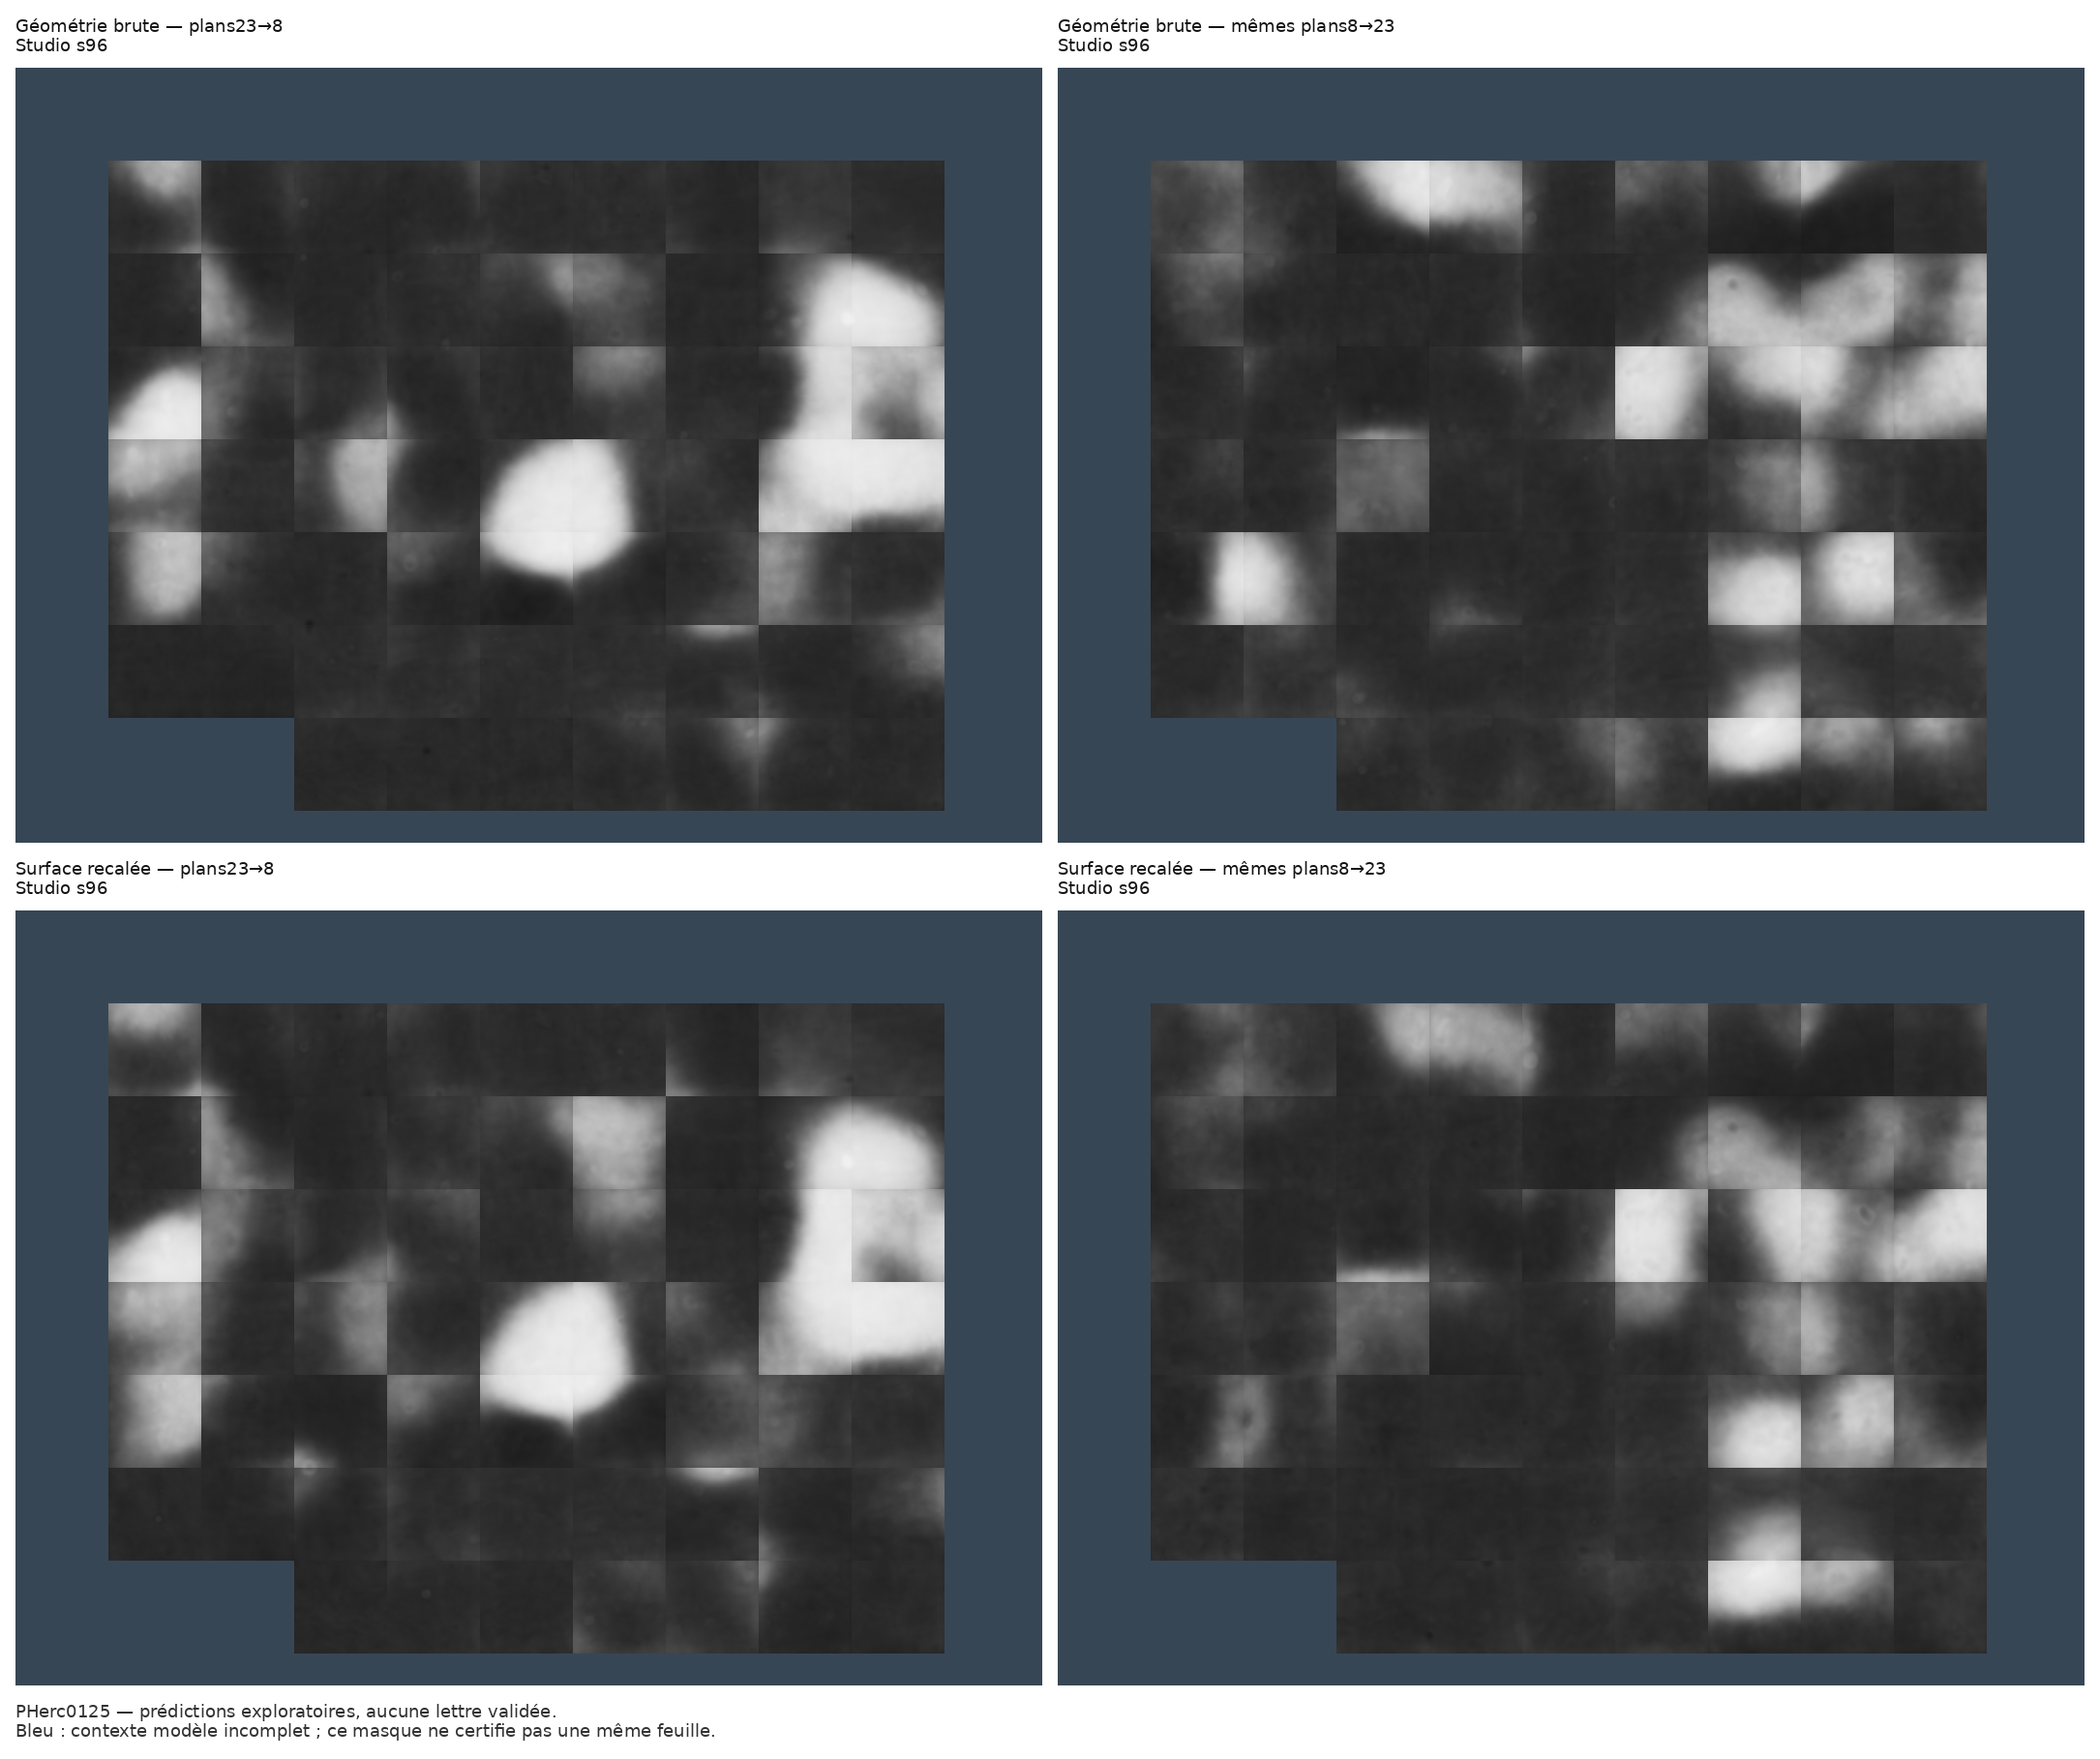 Géométrie brute — plans23→8
Studio s96
Géométrie brute — mêmes plans8→23
Studio s96
Surface recalée — plans23→8
Studio s96
Surface recalée — mêmes plans8→23
Studio s96
PHerc0125 — prédictions exploratoires, aucune lettre validée.
Bleu : contexte modèle incomplet ; ce masque ne certifie pas une même feuille.